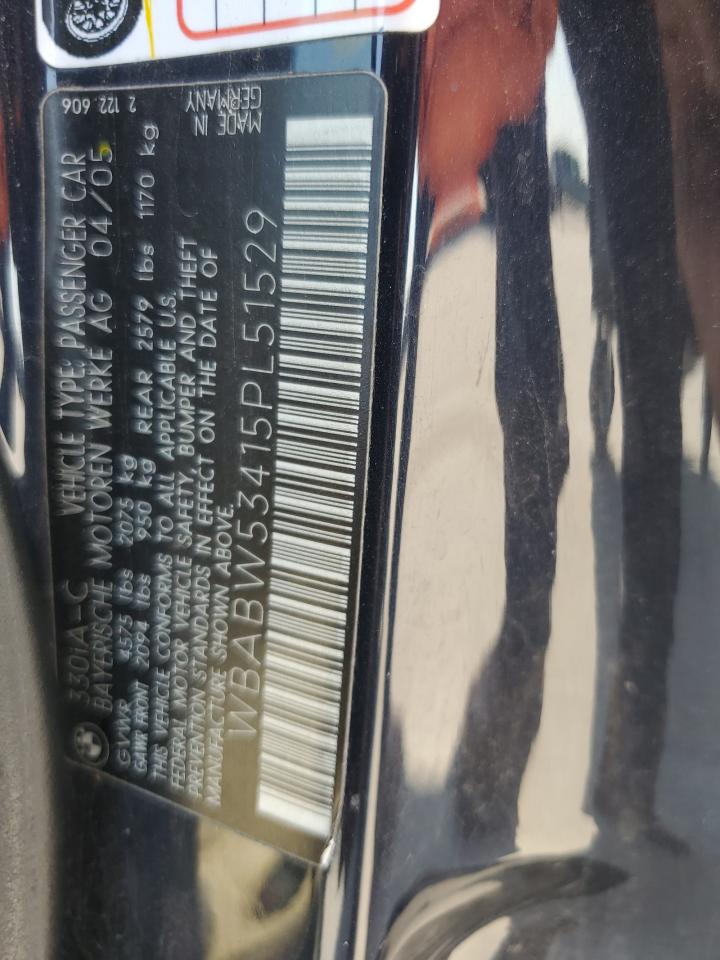 330iA-C VEHICLE TYPE: PASSENGER CAR 2 122 606
BAYERISCHE MOTOREN WERKE AG 04/05
GVWR 4575 lbs 2075 kg
GAWR FRONT 2094 lbs 950 kg REAR 2579 lbs 1170 kg
THIS VEHICLE CONFORMS TO ALL APPLICABLE U.S.
FEDERAL MOTOR VEHICLE SAFETY, BUMPER AND THEFT
PREVENTION STANDARDS IN EFFECT ON THE DATE OF
MANUFACTURE SHOWN ABOVE.
MADE IN
GERMANY
WBABW53415PL51529